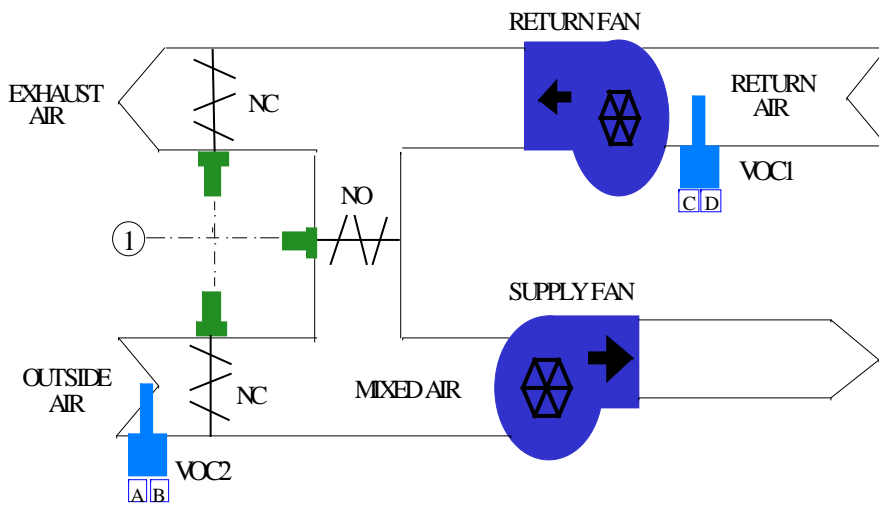 RETURN FAN
EXHAUST
AIR
NC
RETURN
AIR
VOC1
C D
NO
1
SUPPLY FAN
OUTSIDE
AIR
NC
MIXED AIR
VOC2
A B